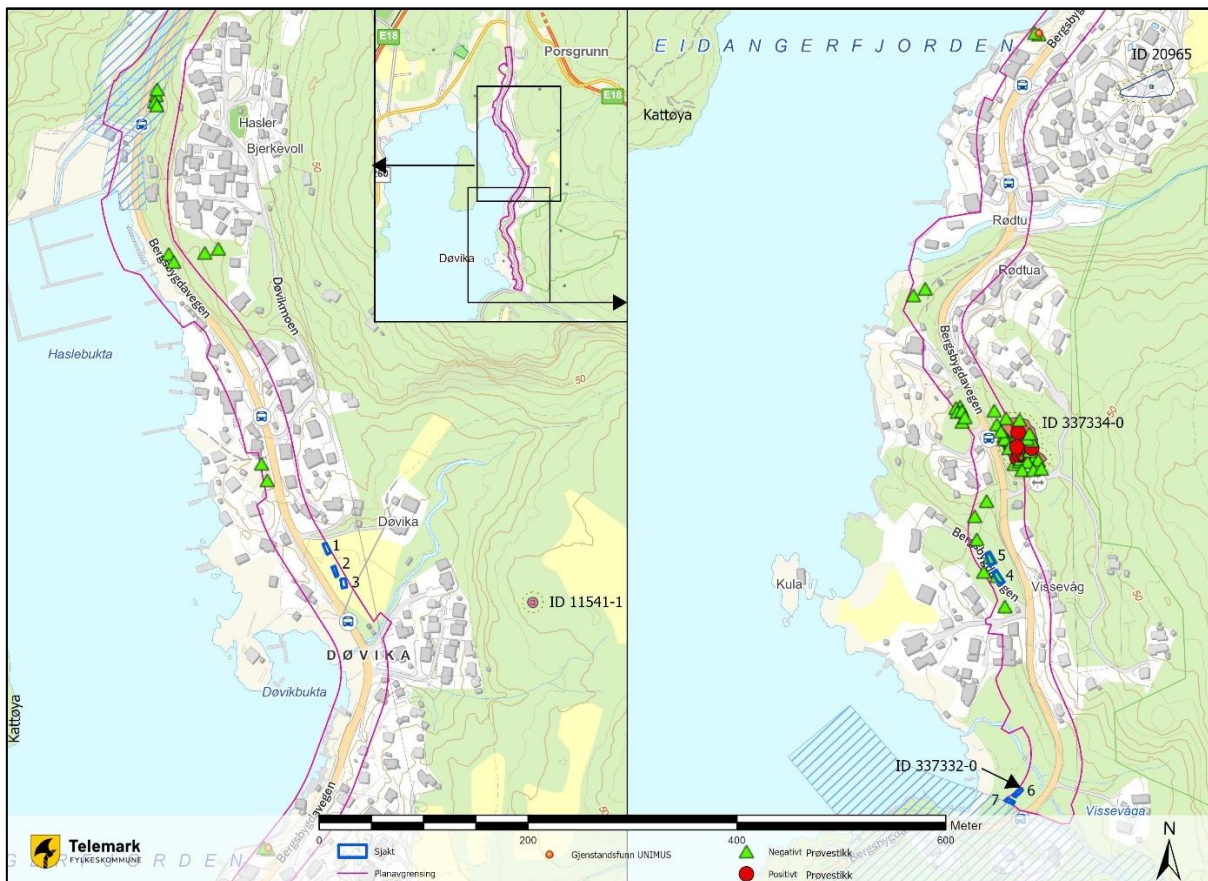 E18
Porsgrunn
E18
Døvika
Hasler
Bjerkevoll
50
Bergsbygdavegen
Døvikmoen
Haslebukta
50
Døvika
1
2
3
ID 11541-1
DØVIKA
Døvikbukta
Kattøya
Bergsbygdavegen
EIDANGERFJORDEN
Kattøya
ID 20965
Rødtu
Rødtua
Bergsbygdavegen
50
ID 337334-0
5
4
Kula
Vissevåg
ID 337332-0
6
7
Vissevåga
Telemark
FYLKESKOMMUNE
0
200
400
600
Meter
Sjakt
Planavgrensing
Gjenstandsfunn UNIMUS
Negativt Prøvestikk
Positivt Prøvestikk
N